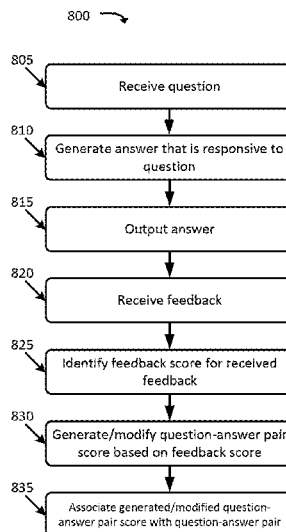 800
805
Receive question
810
Generate answer that is responsive to
question
815
Output answer
820
Receive feedback
825
Identify feedback score for received
feedback
830
Generate/modify question-answer pair
score based on feedback score
835
Associate generated/modified question-
answer pair score with question-answer pair